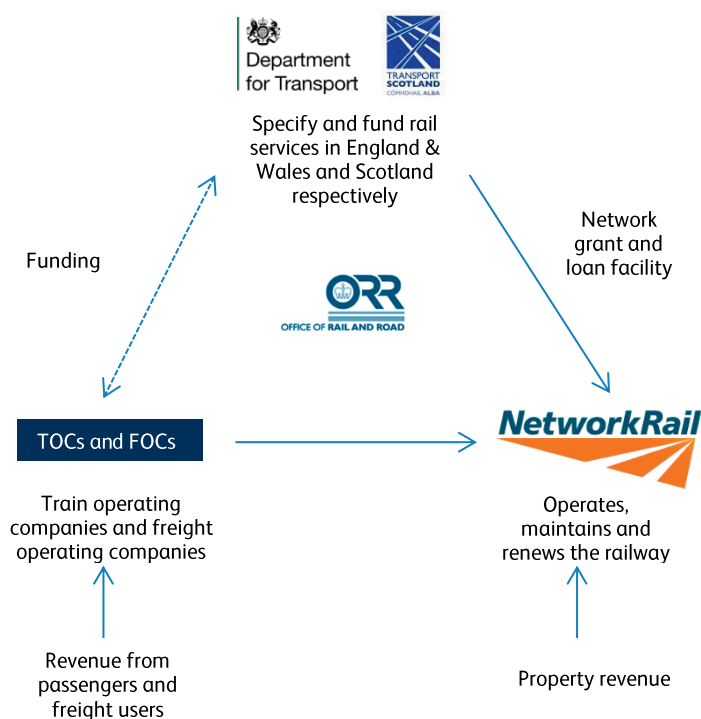 Department
for Transport
TRANSPORT
SCOTLAND
CÒMHDHAIL ALBA
Specify and fund rail
services in England &
Wales and Scotland
respectively
Funding
Network
grant and
loan facility
ORR
OFFICE OF RAIL AND ROAD
TOCs and FOCs
NetworkRail
Train operating
companies and freight
operating companies
Operates,
maintains and
renews the railway
Revenue from
passengers and
freight users
Property revenue